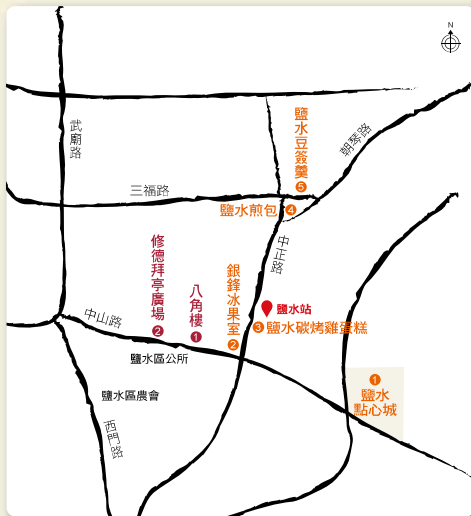 N
武廟路
鹽水豆簽羹
5
朝琴路
三福路
鹽水煎包 4
中正路
修德拜亭廣場
2
八角樓
1
銀鋒冰果室
2
鹽水站
3 鹽水碳烤雞蛋糕
中山路
鹽水區公所
1
鹽水
點心城
鹽水區農會
西門路